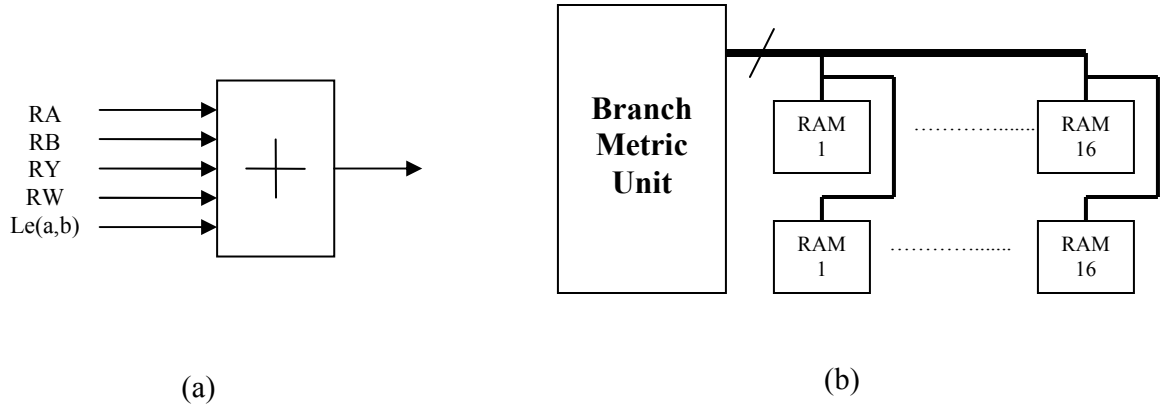 RA
RB
RY
RW
Le(a,b)
Branch
Metric
Unit
RAM
1
………….......
RAM
16
RAM
1
………….......
RAM
16
(a)
(b)